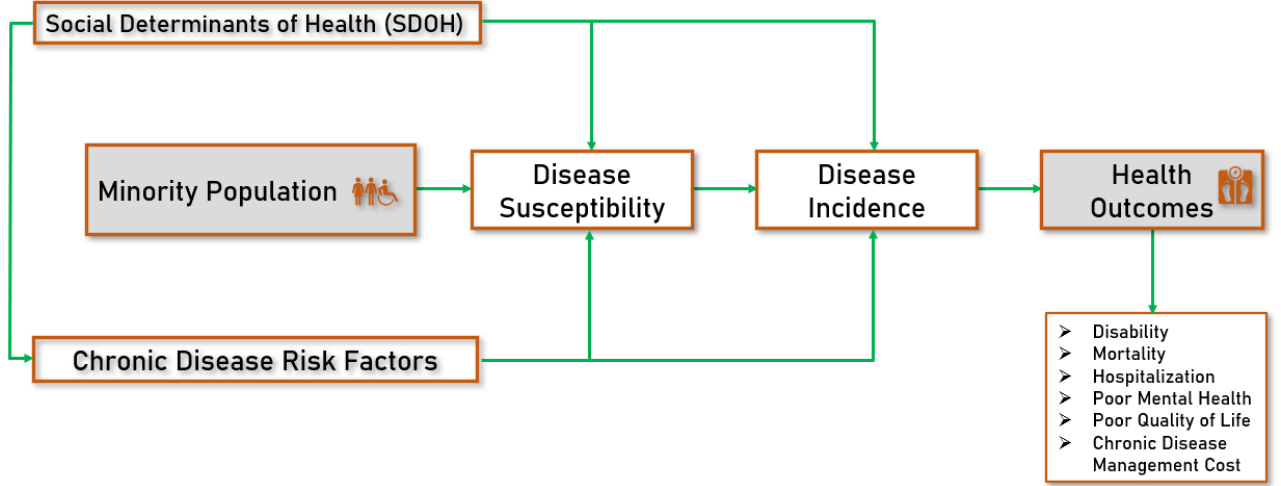 Social Determinants of Health (SDOH)
Minority Population
Disease
Susceptibility
Disease
Incidence
Health
Outcomes
Chronic Disease Risk Factors
➢ Disability
➢ Mortality
➢ Hospitalization
➢ Poor Mental Health
➢ Poor Quality of Life
➢ Chronic Disease
Management Cost